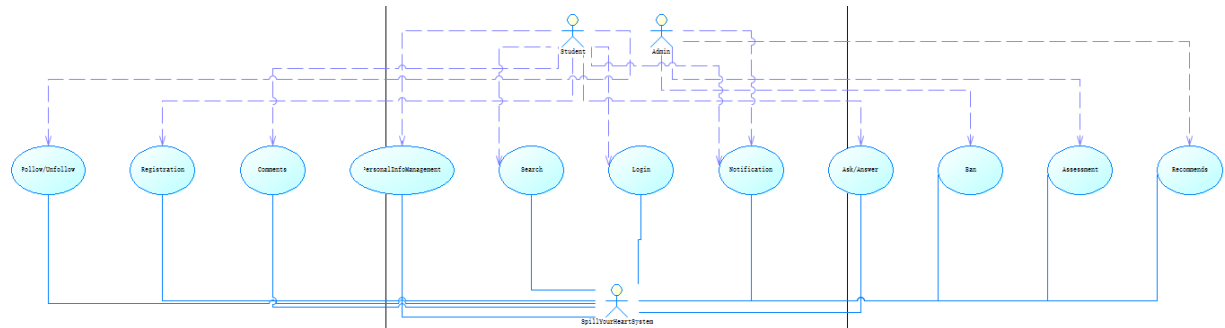 Student
Admin
Follow/Unfollow
Registration
Comments
PersonalInfoManagement
Search
Login
Notification
Ask/Answer
Ban
Assessment
Recommends
SpillYourHeartSystem